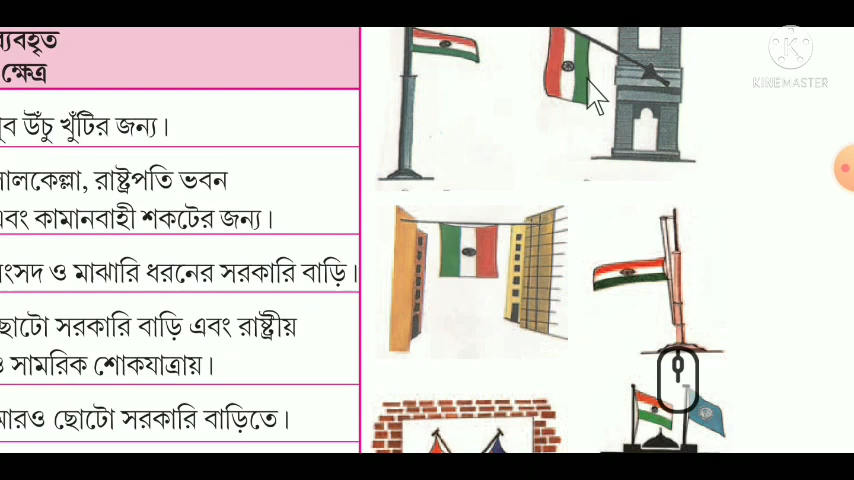 ব্যবহৃত
ক্ষেত্র
খুব উঁচু খুঁটির জন্য।
লালকেল্লা, রাষ্ট্রপতি ভবন
এবং কামানবাহী শকটের জন্য।
সংসদ ও মাঝারি ধরনের সরকারি বাড়ি।
ছোটো সরকারি বাড়ি এবং রাষ্ট্রীয়
ও সামরিক শোকযাত্রায়।
আরও ছোটো সরকারি বাড়িতে।
KINEMASTER